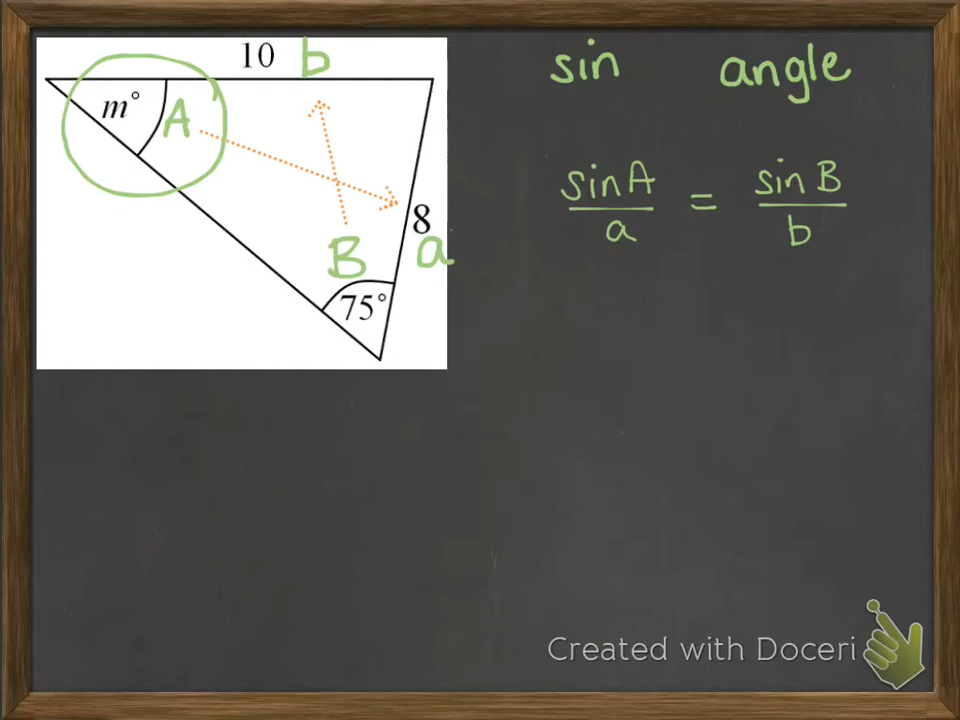 10 b
m° A
8
a
B
75°
sin angle
sin A / a = sin B / b
Created with Doceri